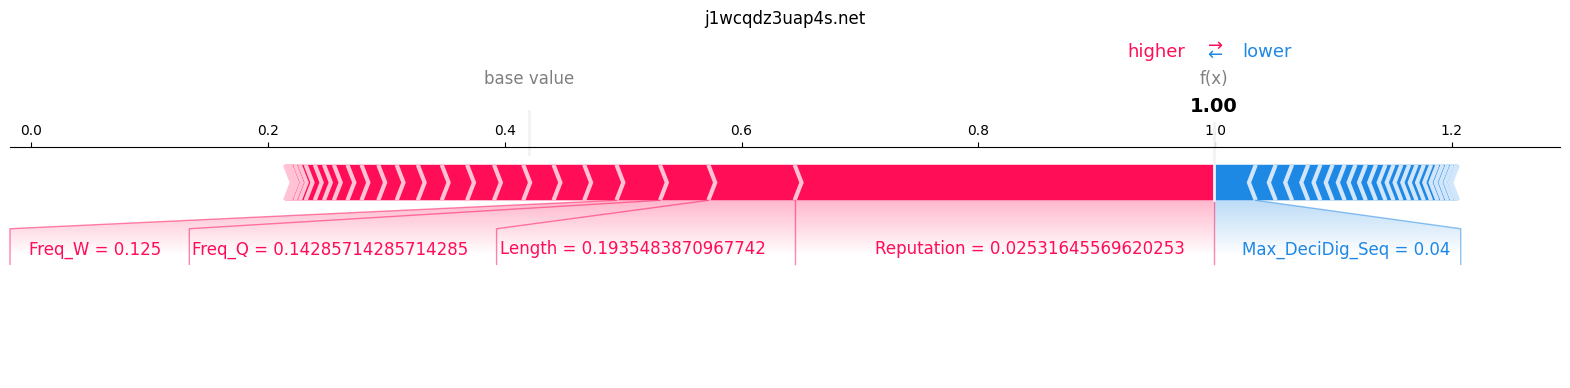 j1wcqdz3uap4s.net
higher ⇄ lower
base value f(x)
1.00
0.0 0.2 0.4 0.6 0.8 1.0 1.2
Freq_W = 0.125 Freq_Q = 0.14285714285714285 Length = 0.1935483870967742 Reputation = 0.02531645569620253 Max_DeciDig_Seq = 0.04